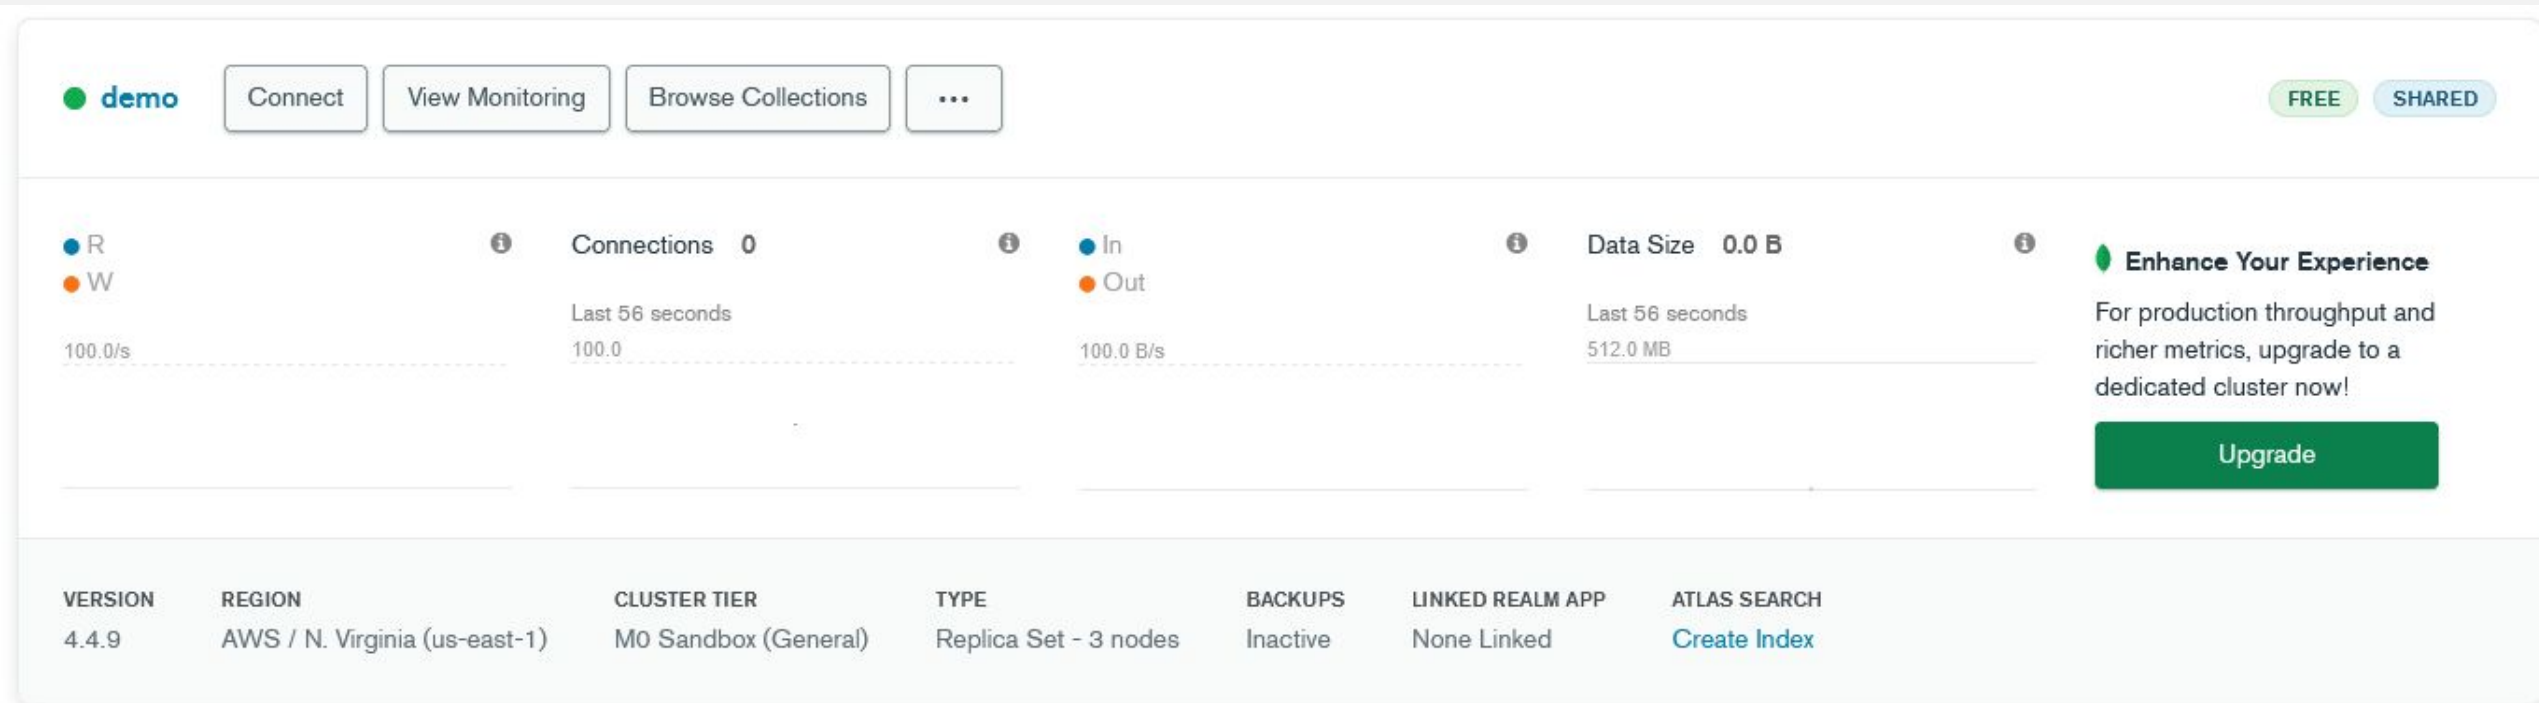 demo
Connect
View Monitoring
Browse Collections
...
FREE
SHARED
R
W
100.0/s
Connections 0
Last 56 seconds
100.0
In
Out
100.0 B/s
Data Size 0.0 B
Last 56 seconds
512.0 MB
Enhance Your Experience
For production throughput and
richer metrics, upgrade to a
dedicated cluster now!
Upgrade
VERSION
4.4.9
REGION
AWS / N. Virginia (us-east-1)
CLUSTER TIER
M0 Sandbox (General)
TYPE
Replica Set - 3 nodes
BACKUPS
Inactive
LINKED REALM APP
None Linked
ATLAS SEARCH
Create Index